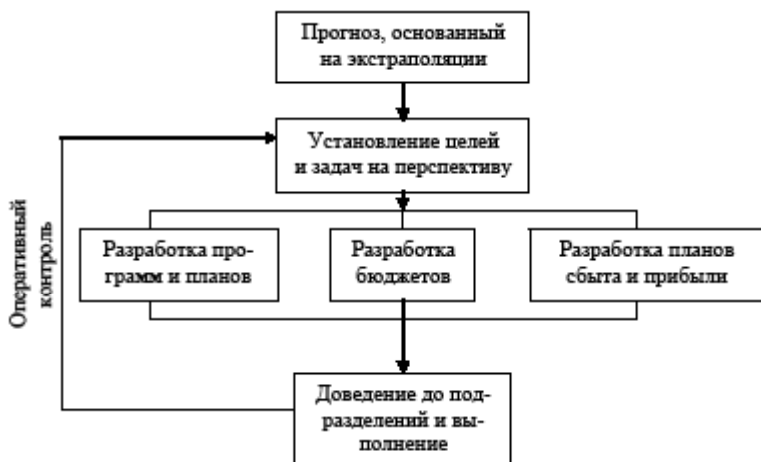 Прогноз, основанный
на экстраполяции
Установление целей
и задач на перспективу
Оперативный
контроль
Разработка про-
грамм и планов
Разработка
бюджетов
Разработка планов
сбыта и прибыли
Доведение до под-
разделений и вы-
полнение